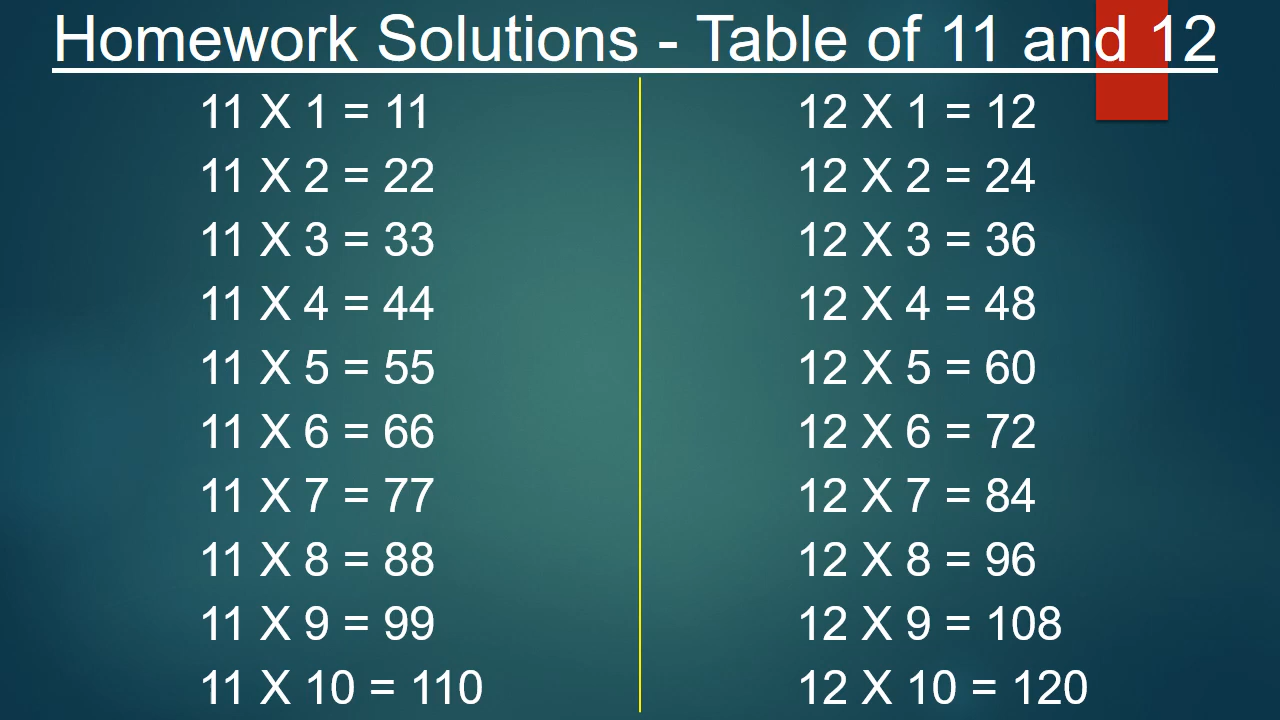 Homework Solutions - Table of 11 and 12
11 X 1 = 11
11 X 2 = 22
11 X 3 = 33
11 X 4 = 44
11 X 5 = 55
11 X 6 = 66
11 X 7 = 77
11 X 8 = 88
11 X 9 = 99
11 X 10 = 110
12 X 1 = 12
12 X 2 = 24
12 X 3 = 36
12 X 4 = 48
12 X 5 = 60
12 X 6 = 72
12 X 7 = 84
12 X 8 = 96
12 X 9 = 108
12 X 10 = 120